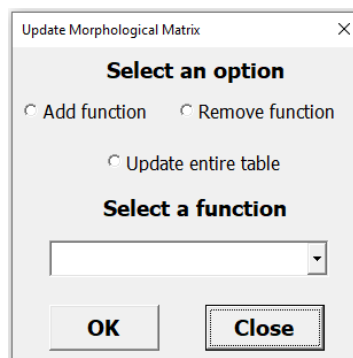 Update Morphological Matrix
Select an option
Add function Remove function
Update entire table
Select a function
OK Close